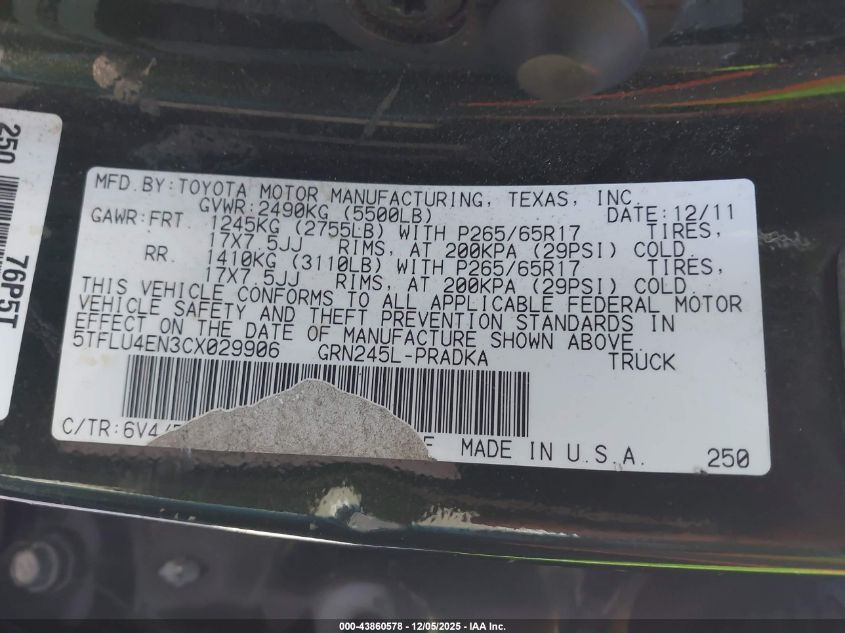 250
76P5T
MFD.BY:TOYOTA MOTOR MANUFACTURING, TEXAS, INC.
GVWR:2490KG (5500LB) DATE:12/11
GAWR:FRT 1245KG (2755LB) WITH P265/65R17 TIRES,
17X7.5JJ RIMS, AT 200KPA (29PSI) COLD.
RR. 1410KG (3110LB) WITH P265/65R17 TIRES,
17X7.5JJ RIMS, AT 200KPA (29PSI) COLD.
THIS VEHICLE CONFORMS TO ALL APPLICABLE FEDERAL MOTOR
VEHICLE SAFETY AND THEFT PREVENTION STANDARDS IN
EFFECT ON THE DATE OF MANUFACTURE SHOWN ABOVE.
5TFLU4EN3CX029906 GRN245L-PRADKA TRUCK
C/TR:6V4/ MADE IN U.S.A. 250
000-43860578 - 12/05/2025 - IAA Inc.